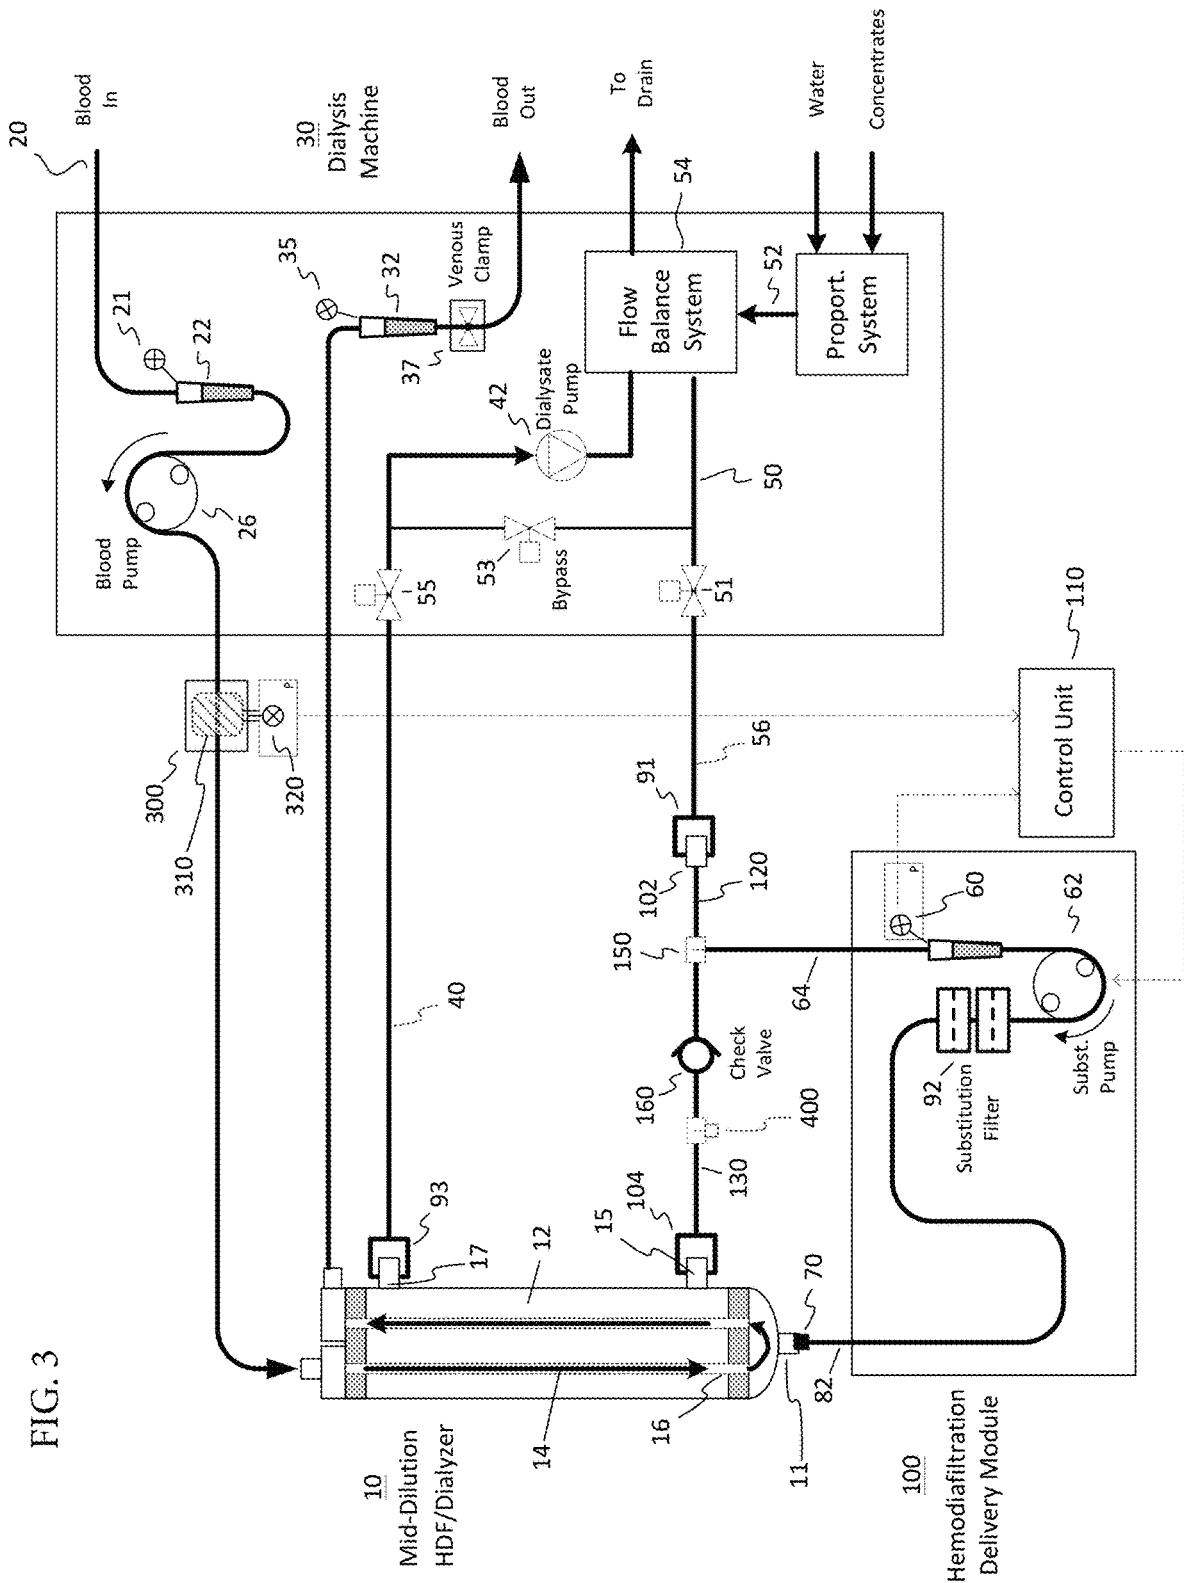 FIG. 3
10
Mid-Dilution
HDF/Dialyzer
100
Hemodiafiltration
Delivery Module
14
16
11
82
12
17
15
70
93
104
130
400
160
Check
Valve
40
150
64
102
120
91
56
Substitution
Filter
92
Subst.
Pump
62
60
P
Control Unit
110
300
310
320
P
Blood
Pump
26
22
21
20
Blood
In
30
Dialysis
Machine
35
32
37
Venous
Clamp
Blood
Out
55
53
Bypass
51
42
Dialysate
Pump
50
Flow
Balance
System
54
To
Drain
52
Proport.
System
Water
Concentrates